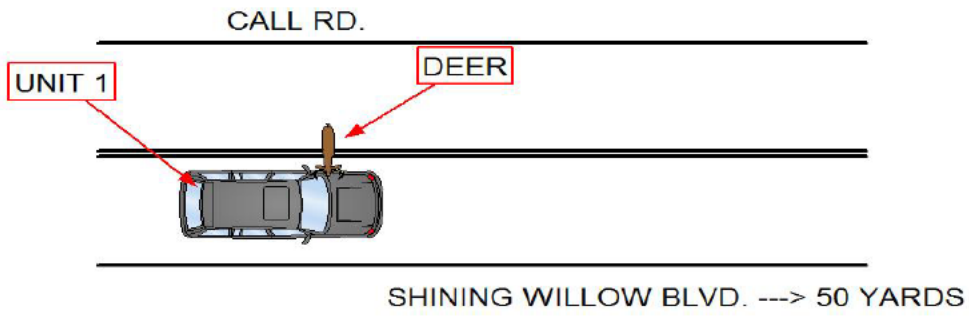 CALL RD.
DEER
UNIT 1
SHINING WILLOW BLVD. ---> 50 YARDS